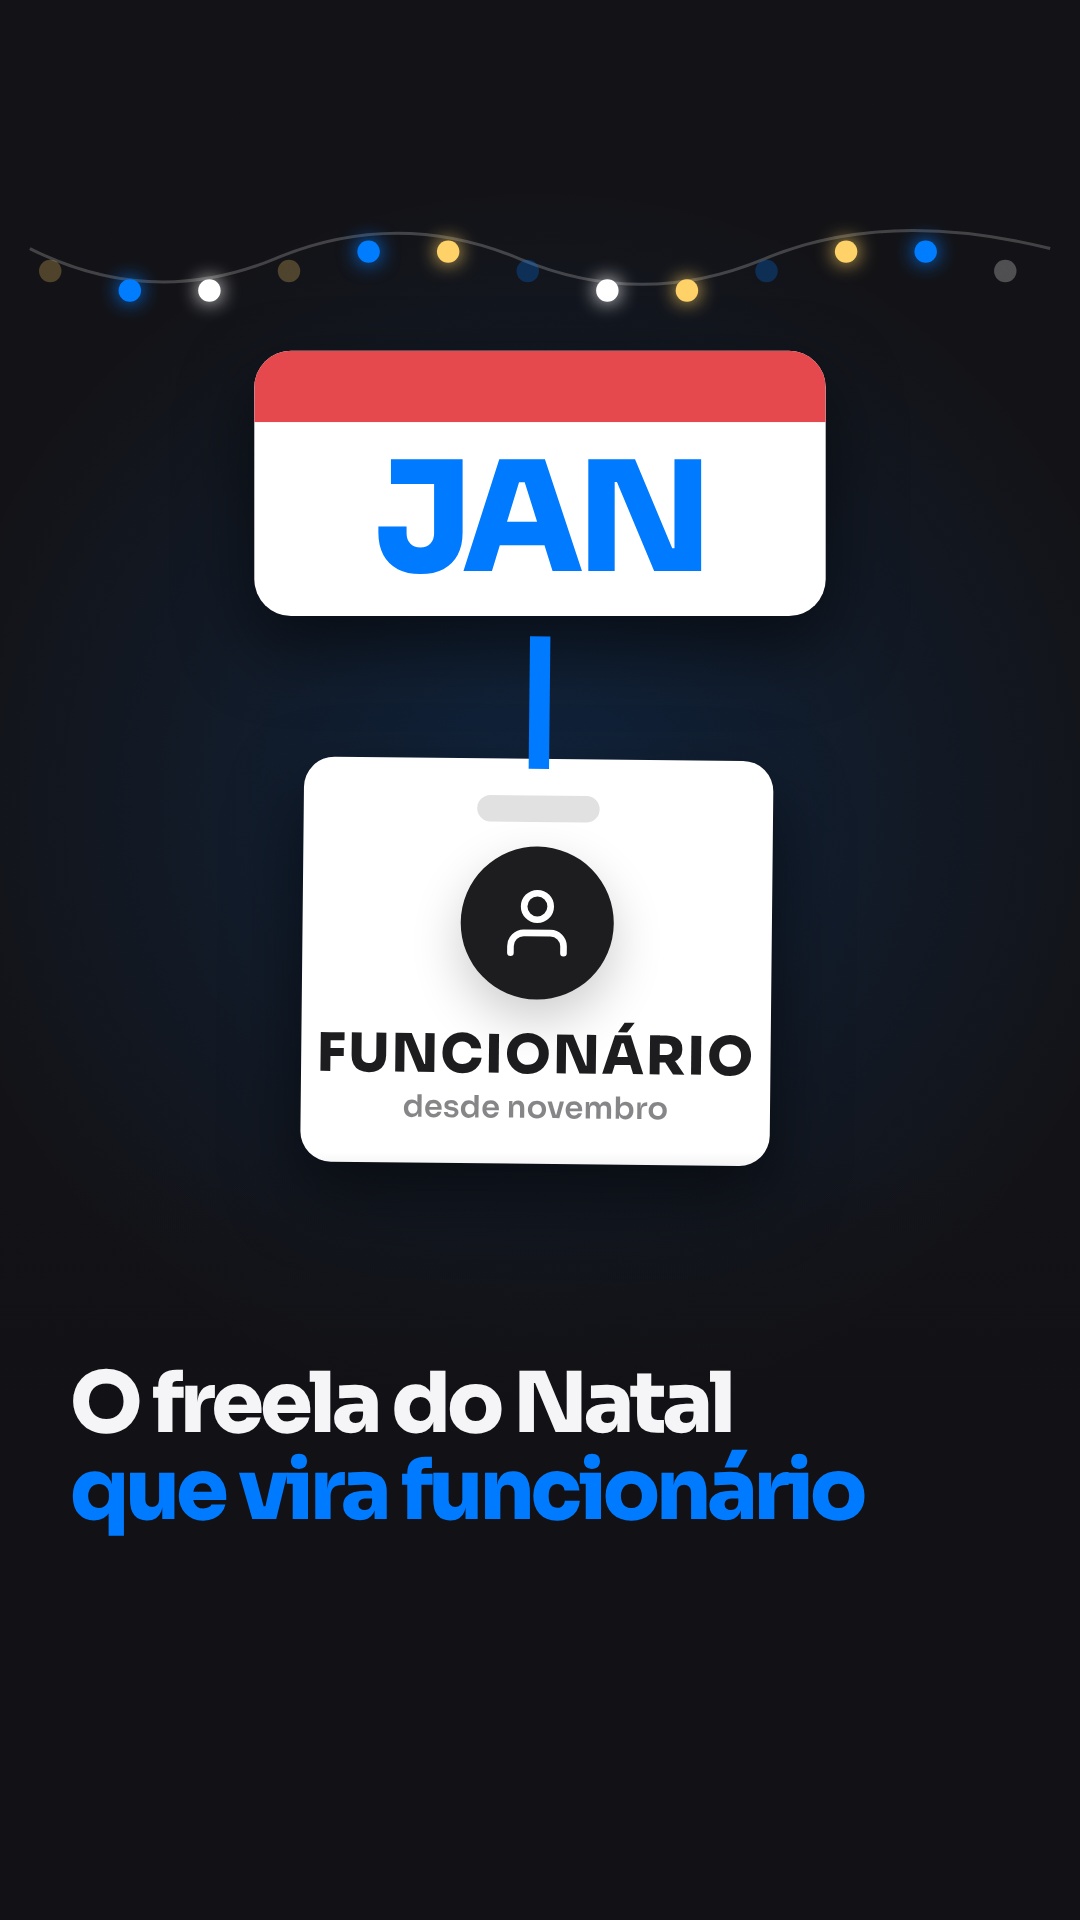 JAN
FUNCIONÁRIO
desde novembro
O freela do Natal
que vira funcionário